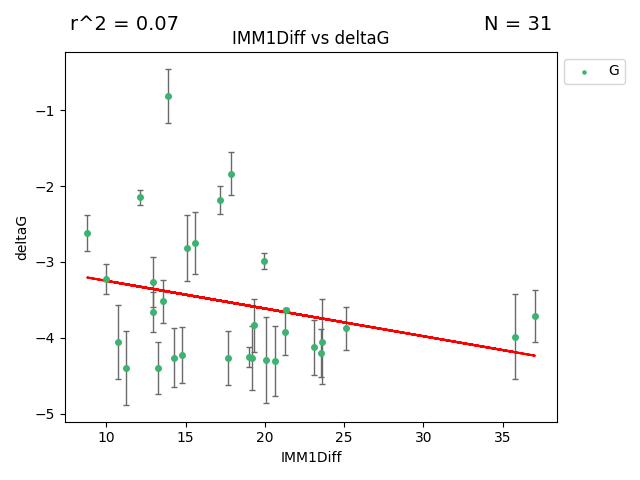 r^2 = 0.07
N = 31
IMM1Diff vs deltaG
G
−1
−2
−3
−4
−5
deltaG
10
15
20
25
30
35
IMM1Diff